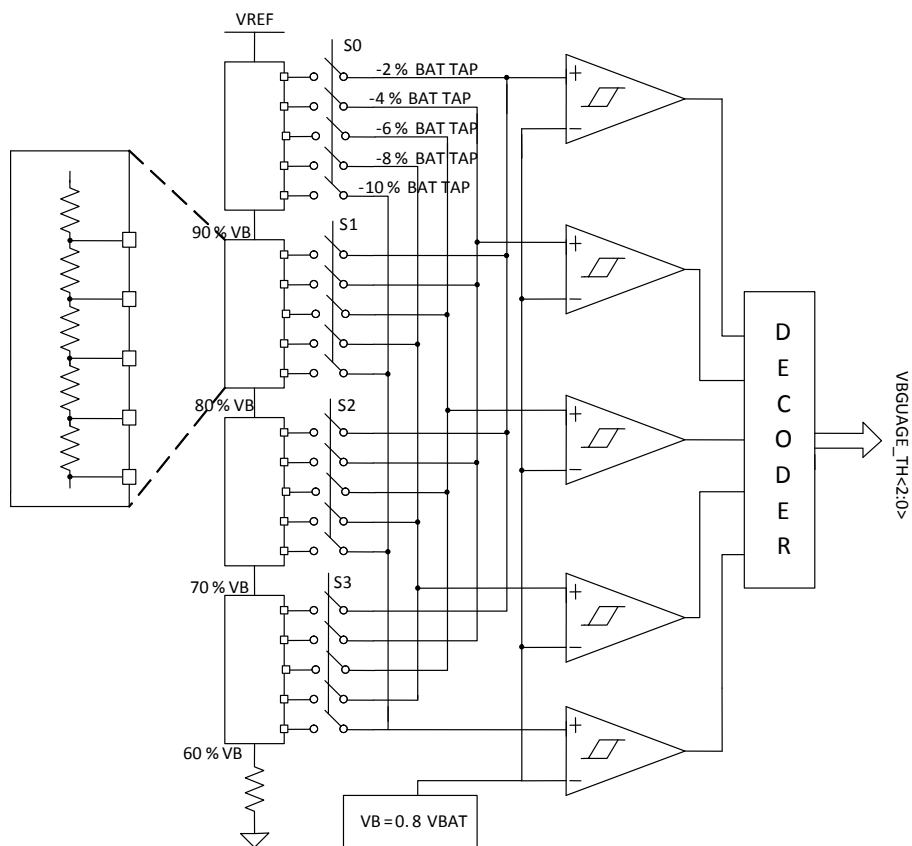 VREF
S0
-2 % BAT TAP
-4 % BAT TAP
-6 % BAT TAP
-8 % BAT TAP
-10 % BAT TAP
90 % VB
S1
80 % VB
S2
70 % VB
S3
60 % VB
VB = 0.8 VBAT
+
−
+
−
+
−
+
−
+
−
D
E
C
O
D
E
R
VBGUAGE_TH<2:0>